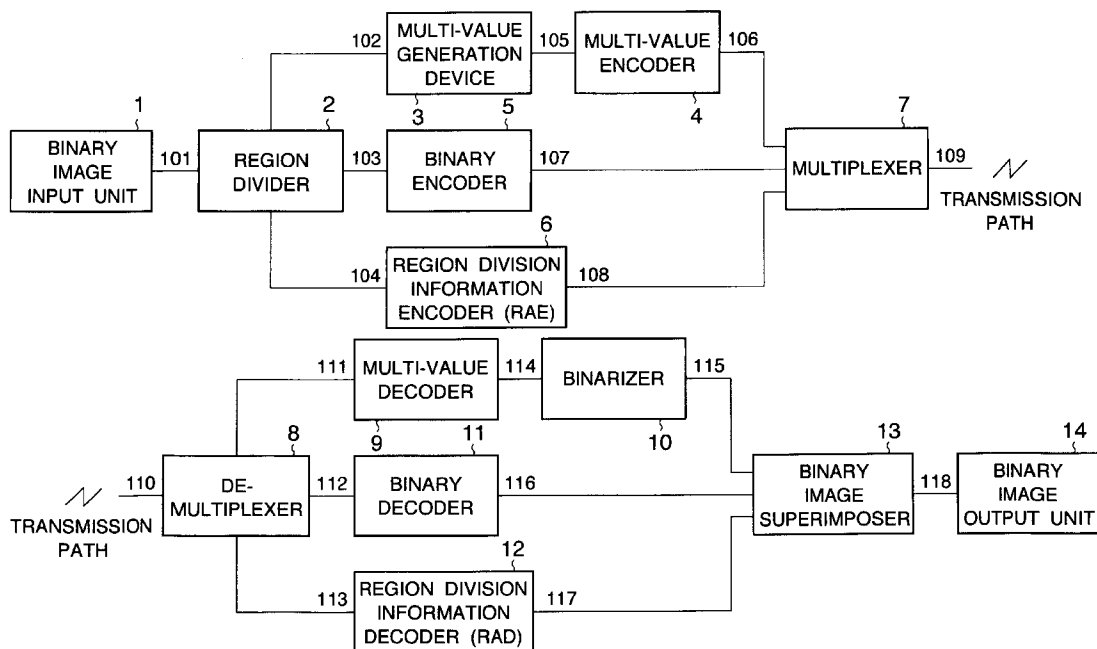 102
MULTI-VALUE
GENERATION
DEVICE
3
105
MULTI-VALUE
ENCODER
4
106
1
BINARY
IMAGE
INPUT UNIT
101
2
REGION
DIVIDER
103
5
BINARY
ENCODER
107
7
MULTIPLEXER
109
TRANSMISSION
PATH
104
6
REGION DIVISION
INFORMATION
ENCODER (RAE)
108
111
MULTI-VALUE
DECODER
9
114
BINARIZER
10
115
110
TRANSMISSION
PATH
8
DE-
MULTIPLEXER
112
11
BINARY
DECODER
116
13
BINARY
IMAGE
SUPERIMPOSER
118
14
BINARY
IMAGE
OUTPUT UNIT
113
12
REGION DIVISION
INFORMATION
DECODER (RAD)
117